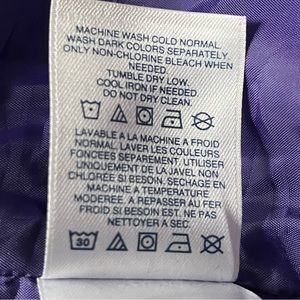 MACHINE WASH COLD NORMAL.
WASH DARK COLORS SEPARATELY,
ONLY NON-CHLORINE BLEACH WHEN
NEEDED.
TUMBLE DRY LOW.
COOL IRON IF NEEDED.
DO NOT DRY CLEAN.
LAVABLE A LA MACHINE A FROID
NORMAL. LAVER LES COULEURS
FONCEES SEPAREMENT. UTILISER
UNIQUEMENT DE LA JAVEL NON
CHLOREE SI BESOIN. SECHAGE EN
MACHINE A TEMPERATURE
MODEREE. A REPASSER AU FER
FROID SI BESOIN EST. NE PAS
NETTOYER A SEC.
30